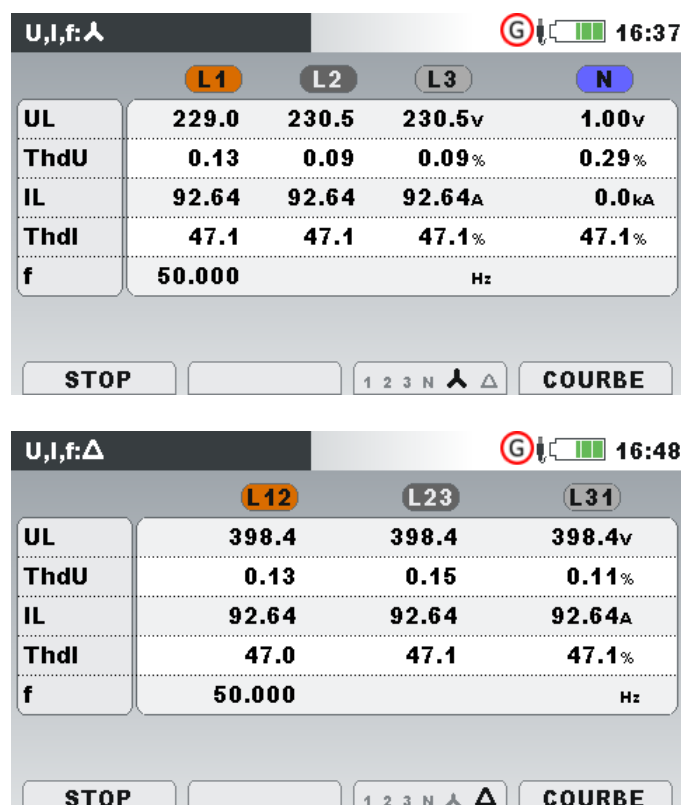 U,I,f: G 16:37
L1 L2 L3 N
UL 229.0 230.5 230.5v 1.00v
ThdU 0.13 0.09 0.09% 0.29%
IL 92.64 92.64 92.64A 0.0kA
ThdI 47.1 47.1 47.1% 47.1%
f 50.000 Hz
STOP 1 2 3 N COURBE
U,I,f:Δ G 16:48
L12 L23 L31
UL 398.4 398.4 398.4v
ThdU 0.13 0.15 0.11%
IL 92.64 92.64 92.64A
ThdI 47.0 47.1 47.1%
f 50.000 Hz
STOP 1 2 3 N Δ COURBE